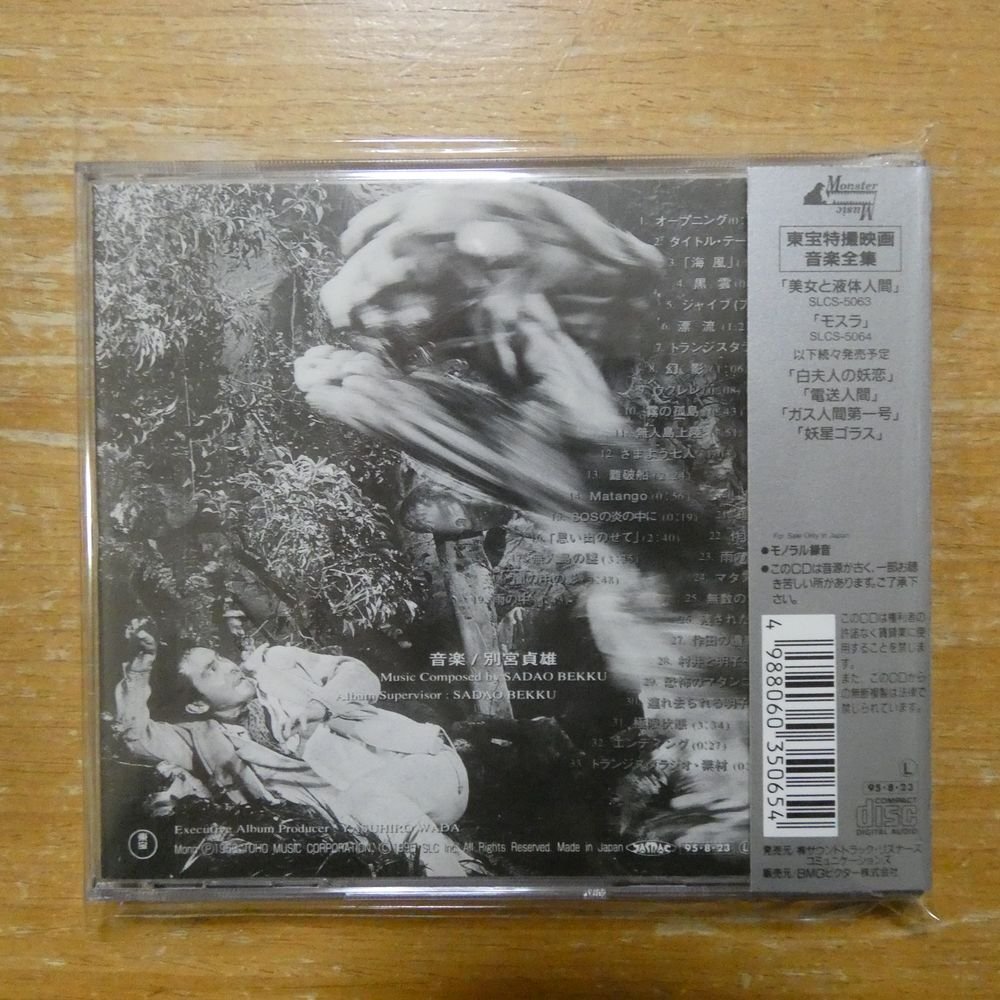 1. オープニング
2. タイトル・テー
3. 「海風」
4. 黒雲
5. ジャイブ
6. 漂流
7. トランジスタラ
8. 幻影
9. ウクレレ
10. 霧の孤島
11. 無人島上陸
12. さまよう七人
13. 難破船
14. Matango (0:56)
15. SOSの炎の中に (0:19)
16. 「思い出のせて」(2:40)
22.
23. 雨の
24. マタ
25. 無数の
27. 作田の
28. 村井と明子
29. 恐怖のマタンゴ
30. 連れ去られる明子
31. 極限状態 (3:34)
32. エンディング (0:27)
33. トランジスタラジオ・素材
音楽/別宮貞雄
Music Composed by SADAO BEKKU
Album Supervisor : SADAO BEKKU
Executive Album Producer : YASUHIRO WADA
TOHO MUSIC CORPORATION. SLC Inc. All Rights Reserved. Made in Japan JASRAC 95·8·23 L
東宝
Monster
Music
東宝特撮映画
音楽全集
「美女と液体人間」
SLCS-5063
「モスラ」
SLCS-5064
以下続々発売予定
「白夫人の妖恋」
「電送人間」
「ガス人間第一号」
「妖星ゴラス」
For Sale Only in Japan
●モノラル録音
●このCDは音源が古く、一部お聴
き苦しい所があります。ご了承下
さい。
このCDは権利者の
許諾なく賃貸業に使
用することを禁じま
す。
また、このCDから
の無断複製は法律で
禁じられています。
4 988060 350654
L
95·8·23
COMPACT
disc
DIGITAL AUDIO
発売元/㈱サウンドトラック・リスナーズ
コミュニケーションズ
販売元/BMGビクター株式会社